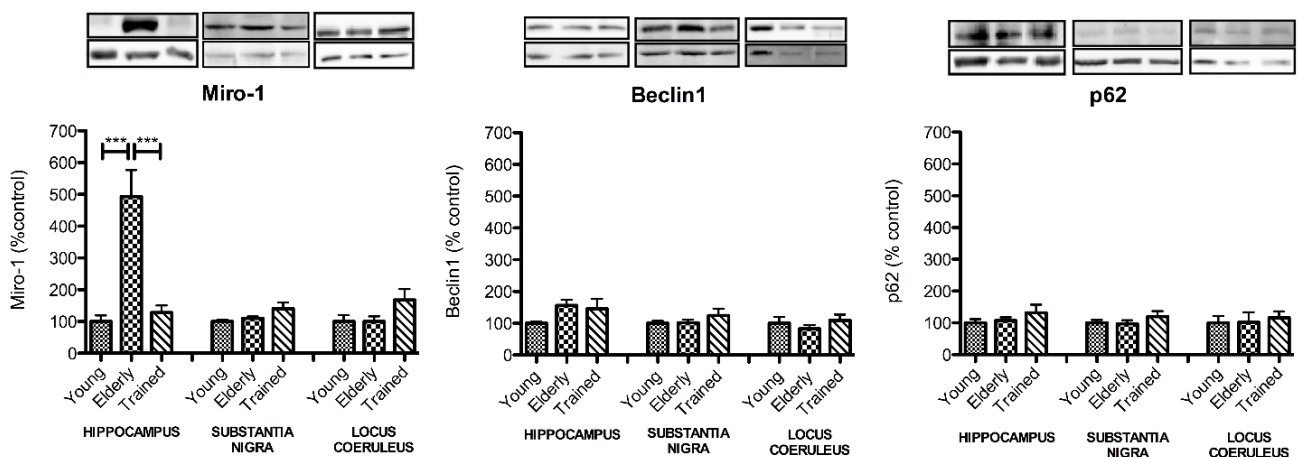 Miro-1
Miro-1 (%control)
700
600
500
400
300
200
100
0
*** ***
Young Elderly Trained Young Elderly Trained Young Elderly Trained
HIPPOCAMPUS SUBSTANTIA NIGRA LOCUS COERULEUS
Beclin1
Beclin1 (% control)
700
600
500
400
300
200
100
0
Young Elderly Trained Young Elderly Trained Young Elderly Trained
HIPPOCAMPUS SUBSTANTIA NIGRA LOCUS COERULEUS
p62
p62 (% control)
700
600
500
400
300
200
100
0
Young Elderly Trained Young Elderly Trained Young Elderly Trained
HIPPOCAMPUS SUBSTANTIA NIGRA LOCUS COERULEUS